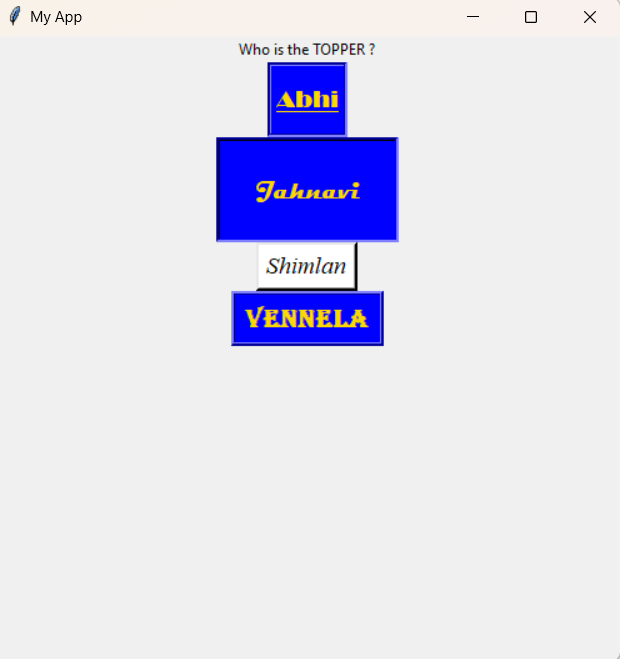 My App
Who is the TOPPER ?
Abhi
Jahnavi
Shimlan
VENNELA